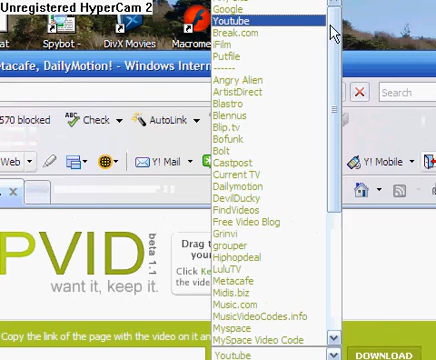 Unregistered HyperCam 2
Google
Youtube
Break.com
iFilm
Putfile
------
Angry Alien
ArtistDirect
Blastro
Blennus
Blip.tv
Bofunk
Bolt
Castpost
Current TV
Dailymotion
DevilDucky
FindVideos
Free Video Blog
Grinvi
grouper
Hiphopdeal
LuluTV
Metacafe
Midis.biz
Music.com
MusicVideoCodes.info
Myspace
MySpace Video Code
Youtube
Spybot -
DivX Movies
Macrome
etacafe, DailyMotion! - Windows Intern
570 blocked
Check
AutoLink
Search
Web
Y! Mail
Y! Mobile
PVID
beta 1.1
want it, keep it.
Drag t
your
Click Ke
the vide
Copy the link of the page with the video on it an
DOWNLOAD